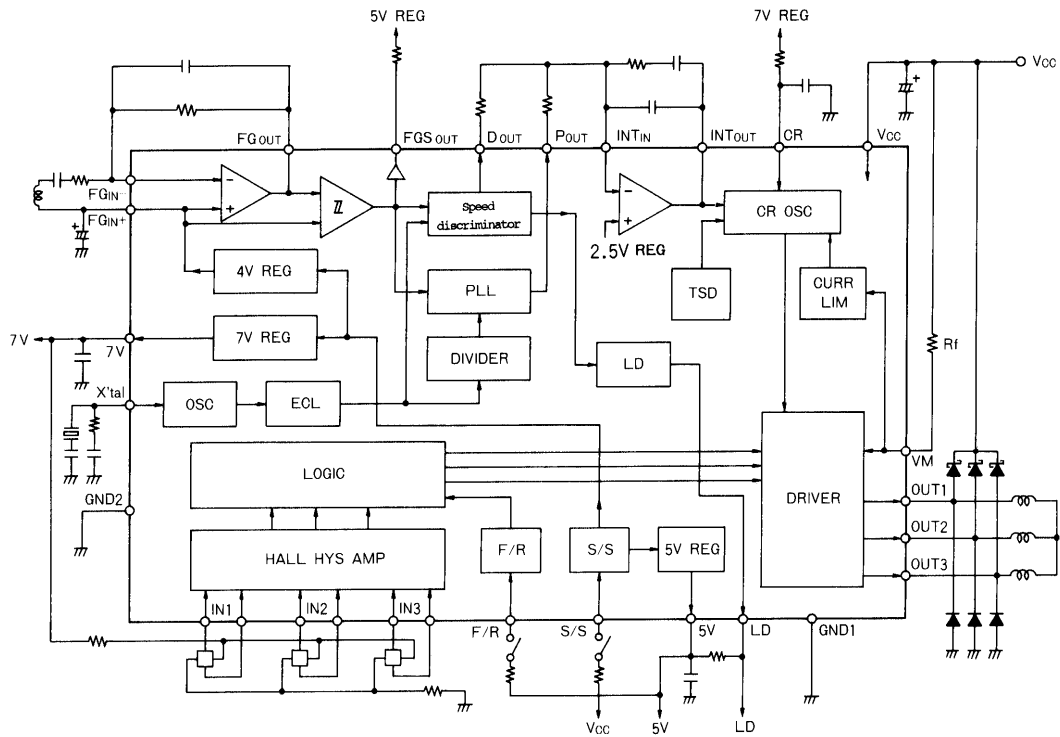 5V REG
7V REG
VCC
FGOUT
FGSOUT
DOUT
POUT
INTIN
INTOUT
CR
VCC
FGIN−
FGIN+
−
+
Speed
discriminator
−
+
2.5V REG
CR OSC
4V REG
PLL
TSD
CURR
LIM
7V
7V
7V REG
DIVIDER
LD
Rf
X'tal
OSC
ECL
LOGIC
VM
OUT1
GND2
DRIVER
OUT2
F/R
S/S
5V REG
HALL HYS AMP
OUT3
IN1
IN2
IN3
F/R
S/S
5V
LD
GND1
VCC
5V
LD
+
+